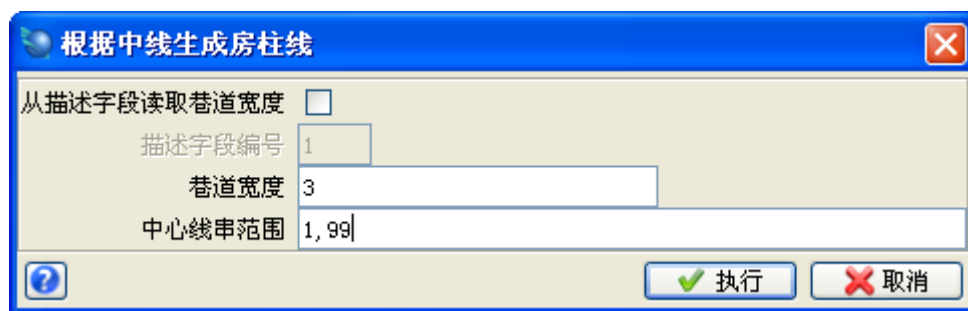 根据中线生成房柱线
从描述字段读取巷道宽度
描述字段编号 1
巷道宽度 3
中心线串范围 1,99
? 执行 取消